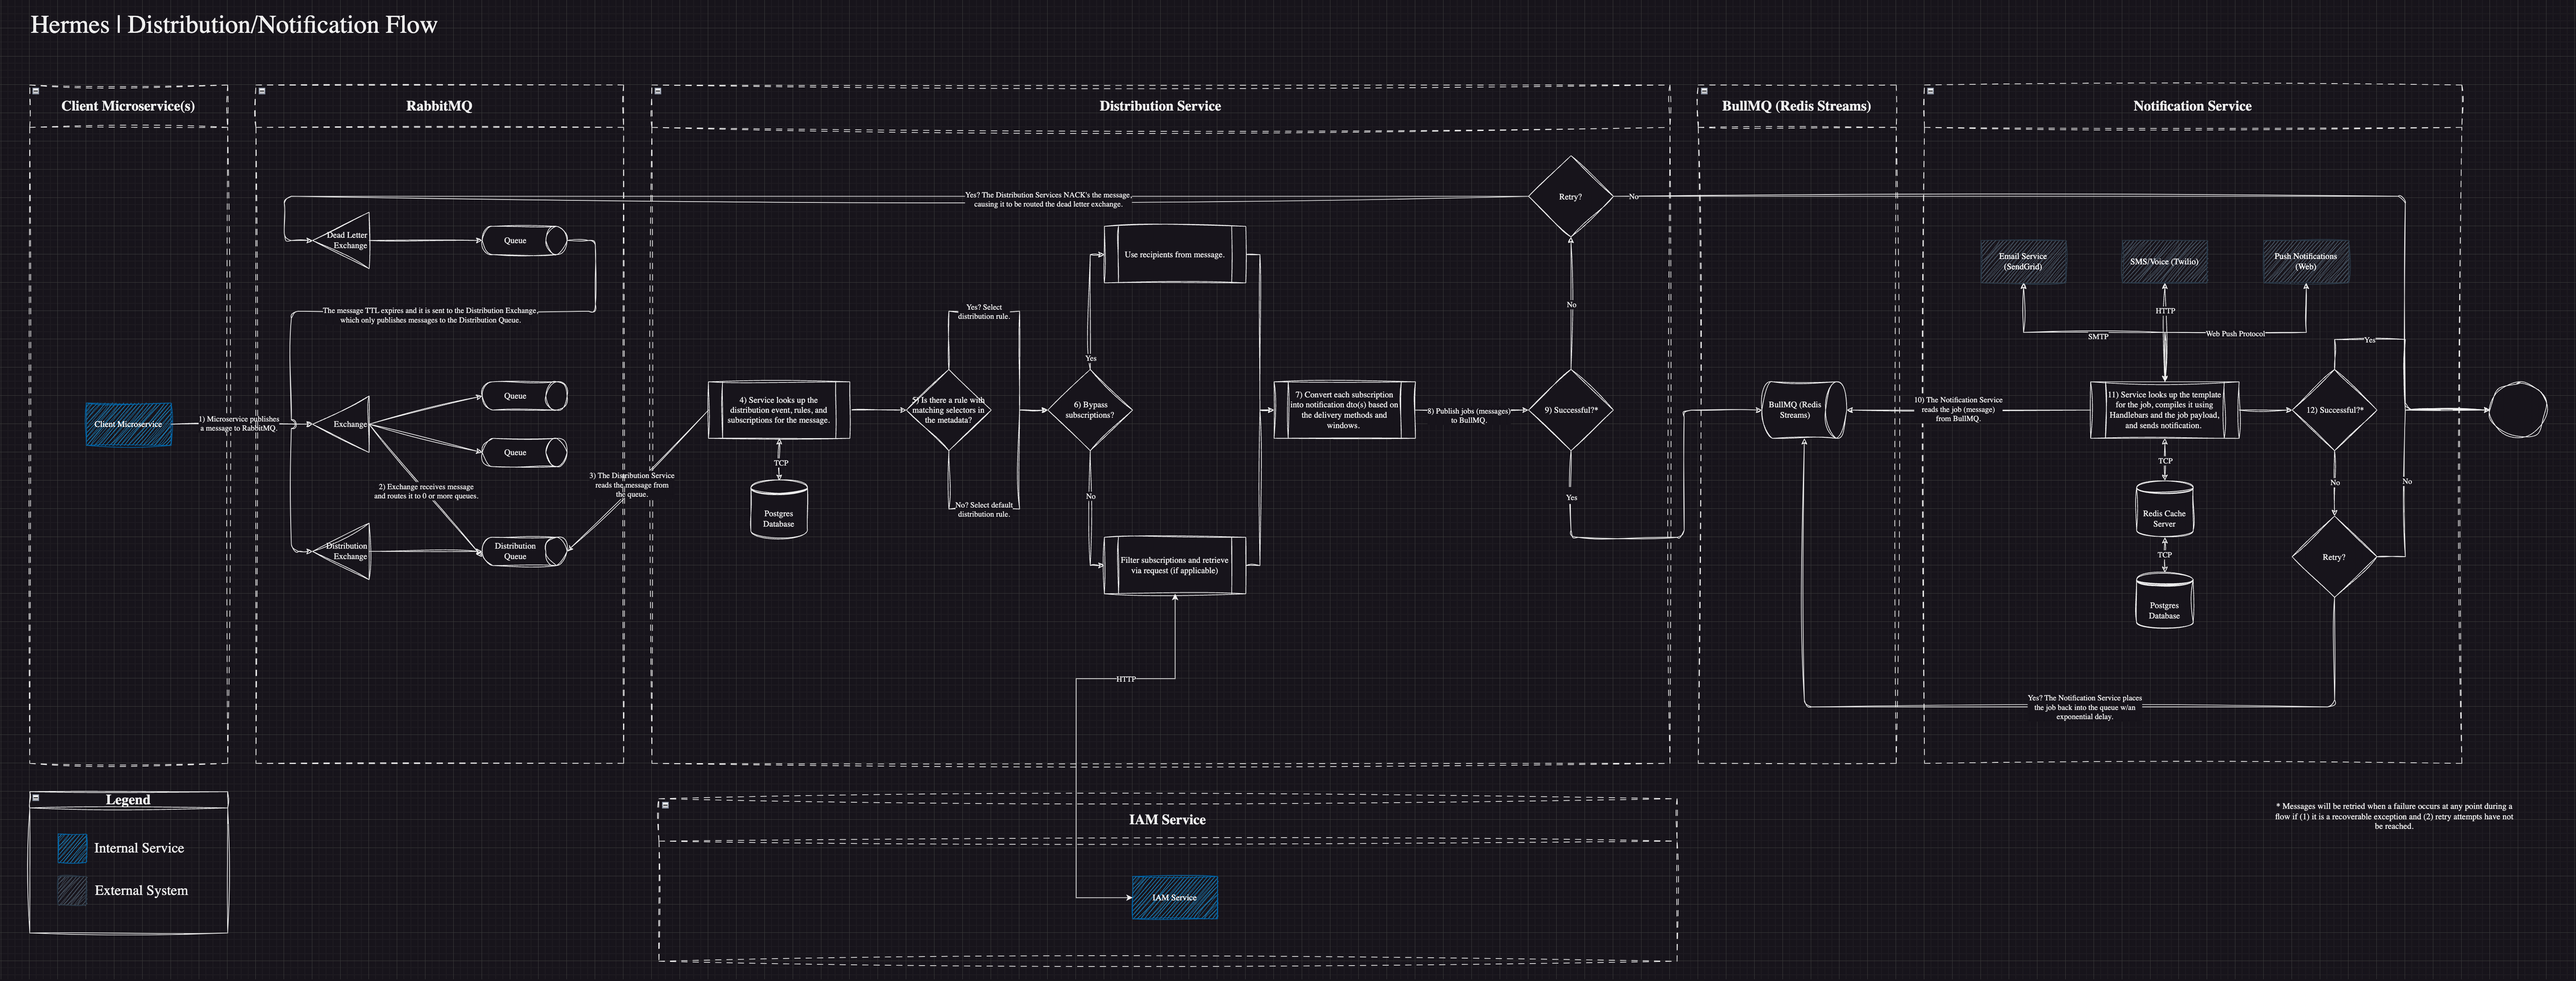 Hermes | Distribution/Notification Flow
Client Microservice(s)
RabbitMQ
Distribution Service
BullMQ (Redis Streams)
Notification Service
Client Microservice
1) Microservice publishes
a message to RabbitMQ.
Dead Letter
Exchange
Queue
The message TTL expires and it is sent to the Distribution Exchange,
which only publishes messages to the Distribution Queue.
Exchange
Queue
Queue
2) Exchange receives message
and routes it to 0 or more queues.
Distribution
Exchange
Distribution
Queue
3) The Distribution Service
reads the message from
the queue.
Yes? The Distribution Services NACK's the message,
causing it to be routed the dead letter exchange.
4) Service looks up the
distribution event, rules, and
subscriptions for the message.
TCP
Postgres
Database
Yes? Select
distribution rule.
5) Is there a rule with
matching selectors in
the metadata?
No? Select default
distribution rule.
Use recipients from message.
Yes
6) Bypass
subscriptions?
No
Filter subscriptions and retrieve
via request (if applicable)
HTTP
7) Convert each subscription
into notification dto(s) based on
the delivery methods and
windows.
8) Publish jobs (messages)
to BullMQ.
Retry?
No
No
9) Successful?*
Yes
BullMQ (Redis
Streams)
10) The Notification Service
reads the job (message)
from BullMQ.
Email Service
(SendGrid)
SMS/Voice (Twilio)
Push Notifications
(Web)
HTTP
SMTP
Web Push Protocol
11) Service looks up the template
for the job, compiles it using
Handlebars and the job payload,
and sends notification.
TCP
Redis Cache
Server
TCP
Postgres
Database
Yes
12) Successful?*
No
No
Retry?
Yes? The Notification Service places
the job back into the queue w/an
exponential delay.
Legend
Internal Service
External System
IAM Service
IAM Service
* Messages will be retried when a failure occurs at any point during a
flow if (1) it is a recoverable exception and (2) retry attempts have not
be reached.